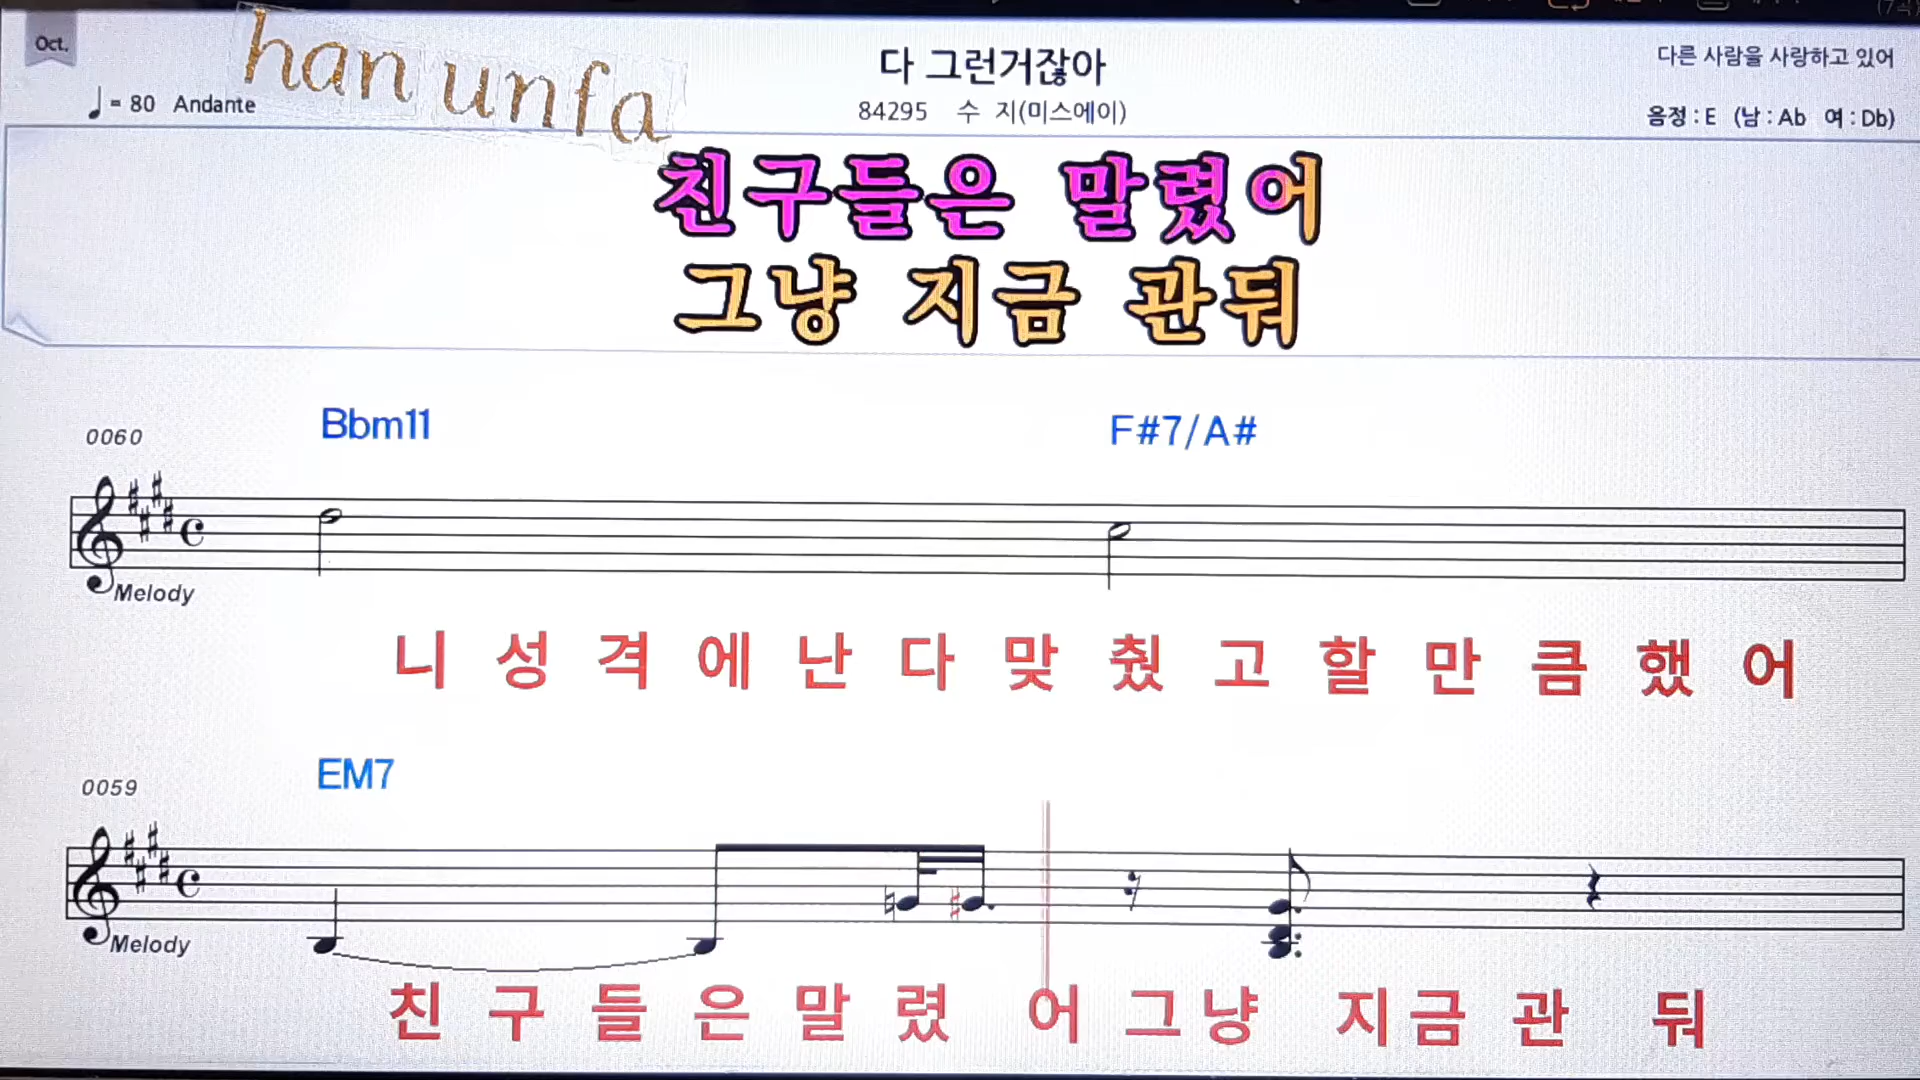 Oct.
han unfa
다 그런거잖아
다른 사람을 사랑하고 있어
♩= 80 Andante
84295 수 지(미스에이)
음정 : E (남 : Ab 여 : Db)
친구들은 말렸어
그냥 지금 관둬
0060
Bbm11
F#7/A#
Melody
니 성 격 에 난 다 맞 췄 고 할 만 큼 했 어
0059
EM7
Melody
친 구 들 은 말 렸 어 그 냥 지 금 관 둬